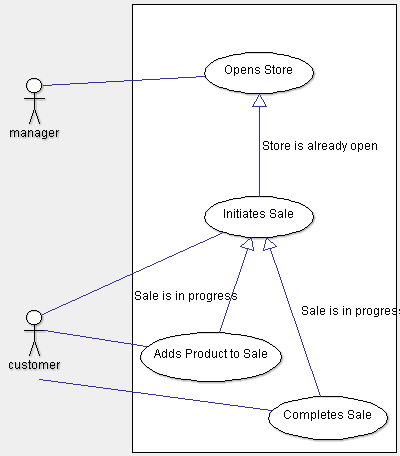 Opens Store
manager
Store is already open
Initiates Sale
Sale is in progress
Sale is in progress
Adds Product to Sale
customer
Completes Sale